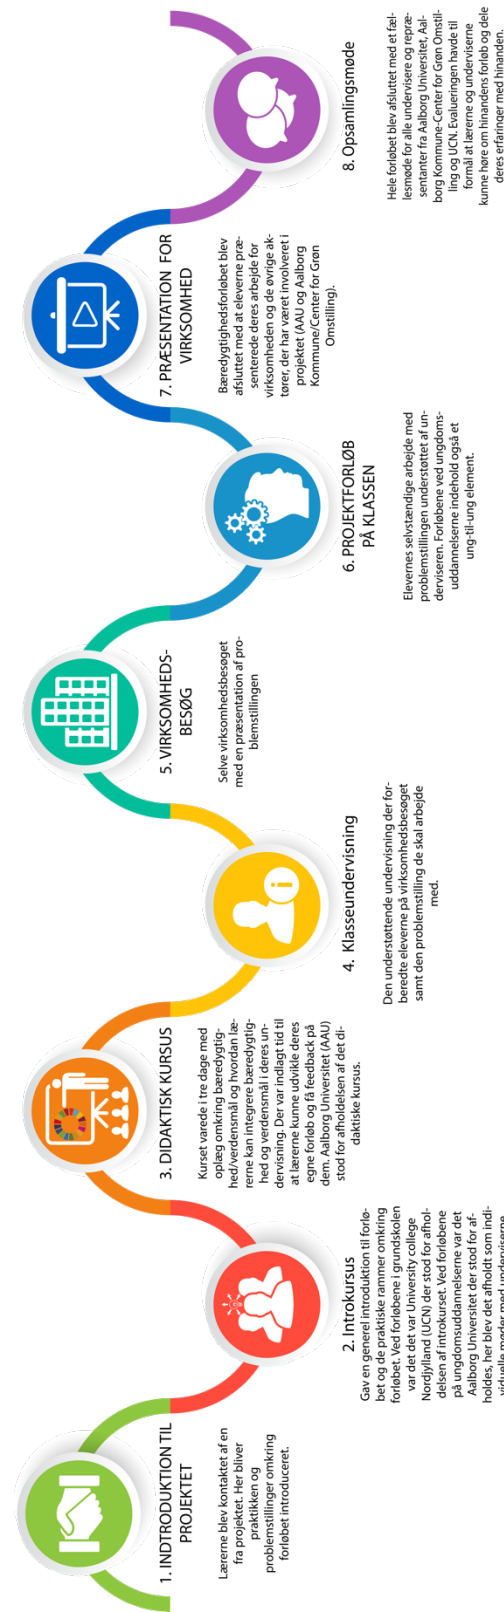 1. INDTRODUKTION TIL
PROJEKTET
Lærerne blev kontaktet af en
fra projektet. Her bliver
praktikken og
problemstillinger omkring
forløbet introduceret.
2. Introkursus
Gav en generel introduktion til forlø-
bet og de praktiske rammer omkring
forløbet. Ved forløbene i grundskolen
var det det var University college
Nordjylland (UCN) der stod for afhol-
delsen af introkurset. Ved forløbene
på ungdomsuddannelserne var det
Aalborg Universitet der stod for af-
holdes, her blev det afholdt som indi-
viduelle møder med underviserne
3. DIDAKTISK KURSUS
Kurset varede i tre dage med
oplæg omkring bæredygtig-
hed/verdensmål og hvordan læ-
rerne kan integrere bæredygtig-
hed og verdensmål i deres un-
dervisning. Der var indlagt tid til
at lærerne kunne udvikle deres
egne forløb og få feedback på
dem. Aalborg Universitet (AAU)
stod for afholdelsen af det di-
daktiske kursus.
4. Klasseundervisning
Den understøttende undervisning der for-
beredte eleverne på virksomhedsbesøget
samt den problemstilling de skal arbejde
med.
5. VIRKSOMHEDS-
BESØG
Selve virksomhedsbesøget
med en præsentation af pro-
blemstillingen
6. PROJEKTFORLØB
PÅ KLASSEN
Elevernes selvstændige arbejde med
problemstillingen understøttet af un-
derviseren. Forløbene ved ungdoms-
uddannelserne indehold også et
ung-til-ung element.
7. PRÆSENTATION FOR
VIRKSOMHED
Bæredygtighedsforløbet blev
afsluttet med at eleverne præ-
senterede deres arbejde for
virksomheden og de øvrige ak-
tører, der har været involveret i
projektet (AAU og Aalborg
Kommune/Center for Grøn
Omstilling).
8. Opsamlingsmøde
Hele forløbet blev afsluttet med et fæl-
lesmøde for alle undervisere og repræ-
sentanter fra Aalborg Universitet, Aal-
borg Kommune-Center for Grøn Omstil-
ling og UCN. Evalueringen havde til
formål at lærerne og underviserne
kunne høre om hinandens forløb og dele
deres erfaringer med hinanden.